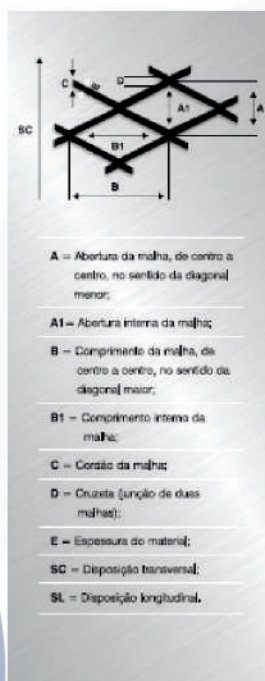 C
D
A1
A
SC
B1
B
A = Abertura da malha, de centro a
centro, no sentido da diagonal
menor;
A1= Abertura interna da malha;
B = Comprimento da malha, de
centro a centro, no sentido da
diagonal maior;
B1 = Comprimento interno da
malha;
C = Cordão da malha;
D = Cruzeta (junção de duas
malhas);
E = Espessura do material;
SC = Disposição transversal;
SL = Disposição longitudinal.